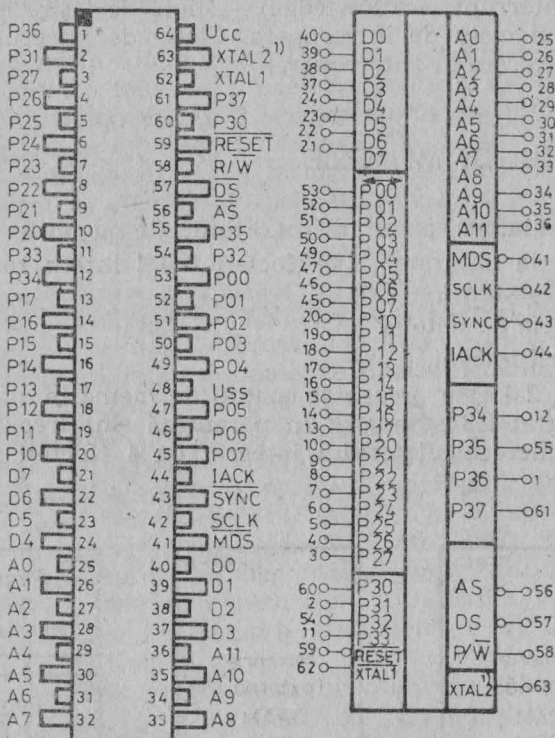 P36 1 64 Ucc
P31 2 63 XTAL2¹⁾
P27 3 62 XTAL1
P26 4 61 P37
P25 5 60 P30
P24 6 59 R̅E̅S̅E̅T̅
P23 7 58 R/W̅
P22 8 57 D̅S̅
P21 9 56 A̅S̅
P20 10 55 P35
P33 11 54 P32
P34 12 53 P00
P17 13 52 P01
P16 14 51 P02
P15 15 50 P03
P14 16 49 P04
P13 17 48 Uss
P12 18 47 P05
P11 19 46 P06
P10 20 45 P07
D7 21 44 IACK
D6 22 43 S̅Y̅N̅C̅
D5 23 42 SCLK
D4 24 41 M̅D̅S̅
A0 25 40 D0
A1 26 39 D1
A2 27 38 D2
A3 28 37 D3
A4 29 36 A11
A5 30 35 A10
A6 31 34 A9
A7 32 33 A8
40 D0
39 D1
38 D2
37 D3
24 D4
23 D5
22 D6
21 D7
53 P00
52 P01
51 P02
50 P03
49 P04
47 P05
46 P06
45 P07
20 P10
19 P11
18 P12
17 P13
16 P14
15 P15
14 P16
13 P17
10 P20
9 P21
8 P22
7 P23
6 P24
5 P25
4 P26
3 P27
60 P30
2 P31
54 P32
11 P33
59 R̅E̅S̅E̅T̅
62 XTAL1
A0 25
A1 26
A2 27
A3 28
A4 29
A5 30
A6 31
A7 32
A8 33
A9 34
A10 35
A11 36
MDS 41
SCLK 42
SYNC 43
IACK 44
P34 12
P35 55
P36 1
P37 61
AS 56
DS 57
P/W̅ 58
XTAL2¹⁾ 63